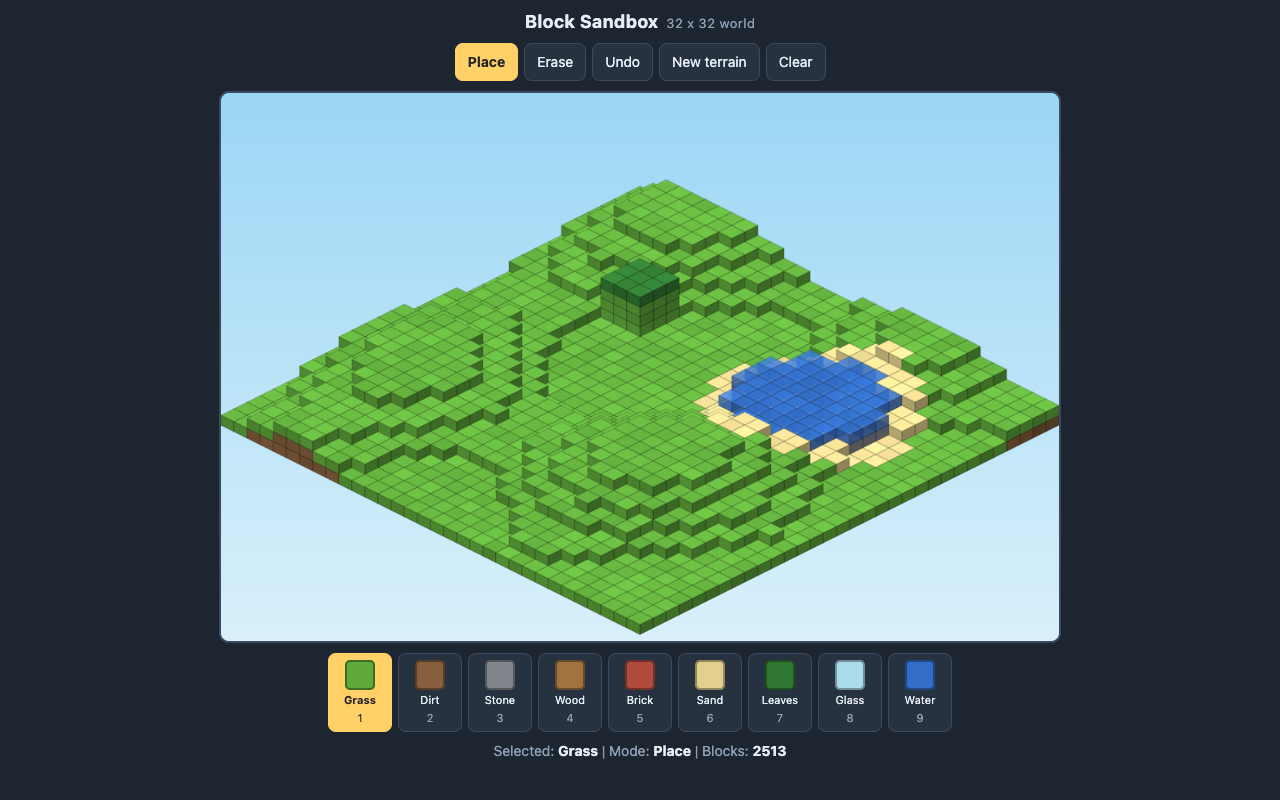 Block Sandbox 32 x 32 world
Place Erase Undo New terrain Clear
Grass Dirt Stone Wood Brick Sand Leaves Glass Water
1 2 3 4 5 6 7 8 9
Selected: Grass | Mode: Place | Blocks: 2513